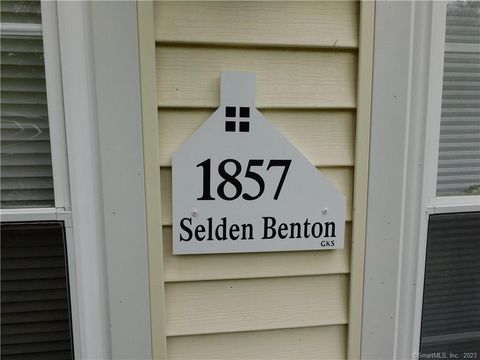 1857
Selden Benton
GKS
©SmartMLS, Inc 2023